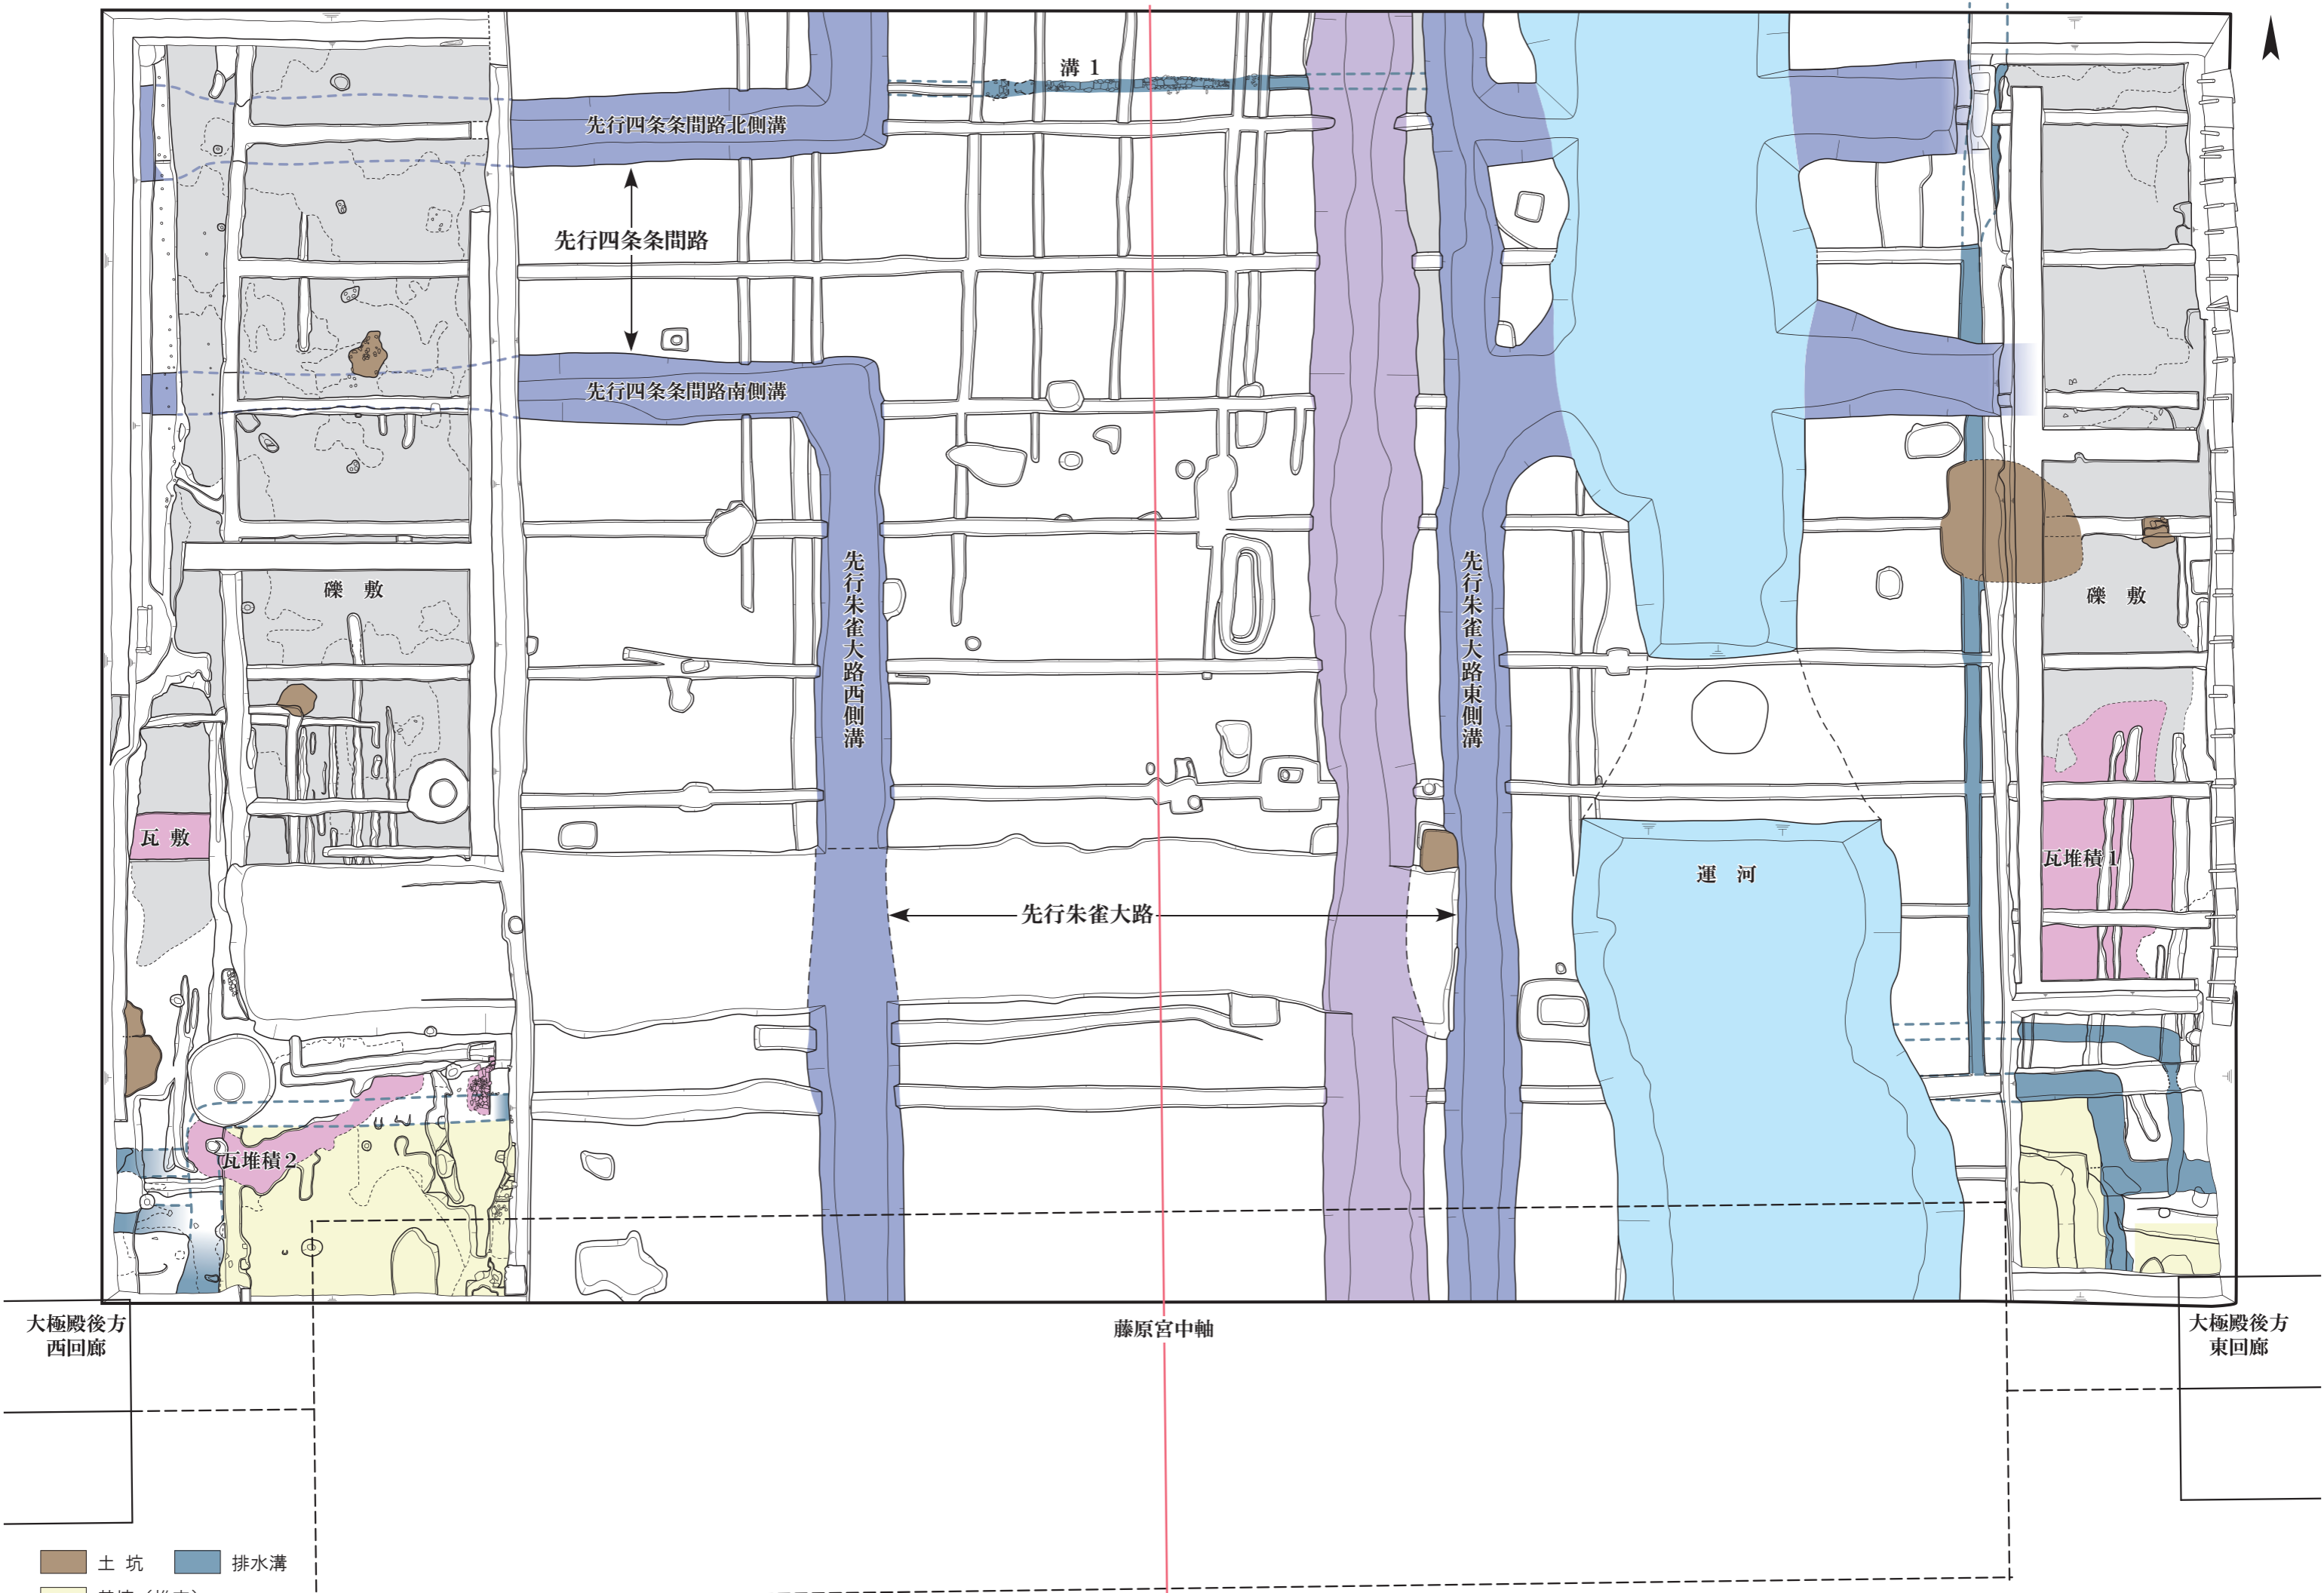 溝 1
先行四条条間路北側溝
先行四条条間路
先行四条条間路南側溝
先行朱雀大路西側溝
先行朱雀大路東側溝
礫 敷
礫 敷
瓦 敷
瓦堆積 1
運 河
先行朱雀大路
瓦堆積 2
大極殿後方
西回廊
藤原宮中軸
大極殿後方
東回廊
土 坑
排水溝